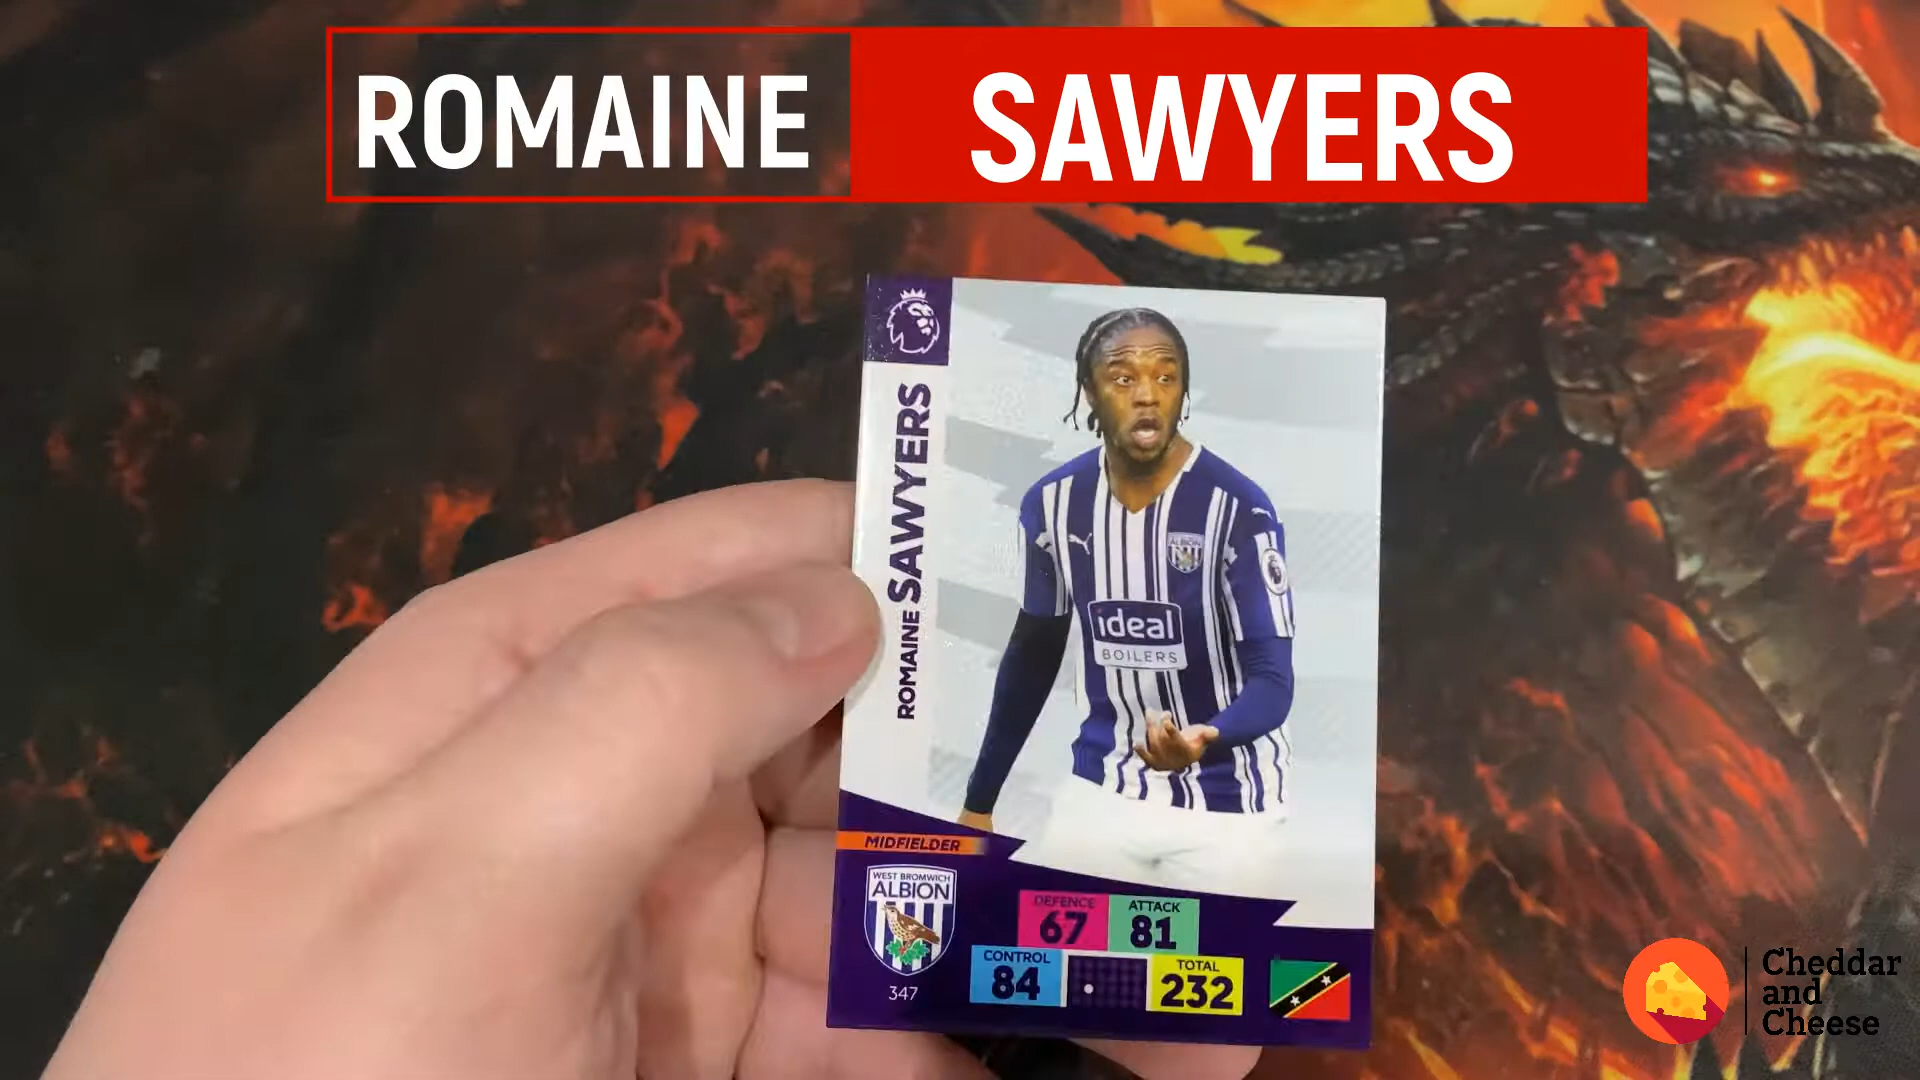 ROMAINE SAWYERS
ROMAINE SAWYERS
ALBION
ideal
BOILERS
MIDFIELDER
WEST BROMWICH
ALBION
347
DEFENCE
67
ATTACK
81
CONTROL
84
TOTAL
232
Cheddar
and
Cheese